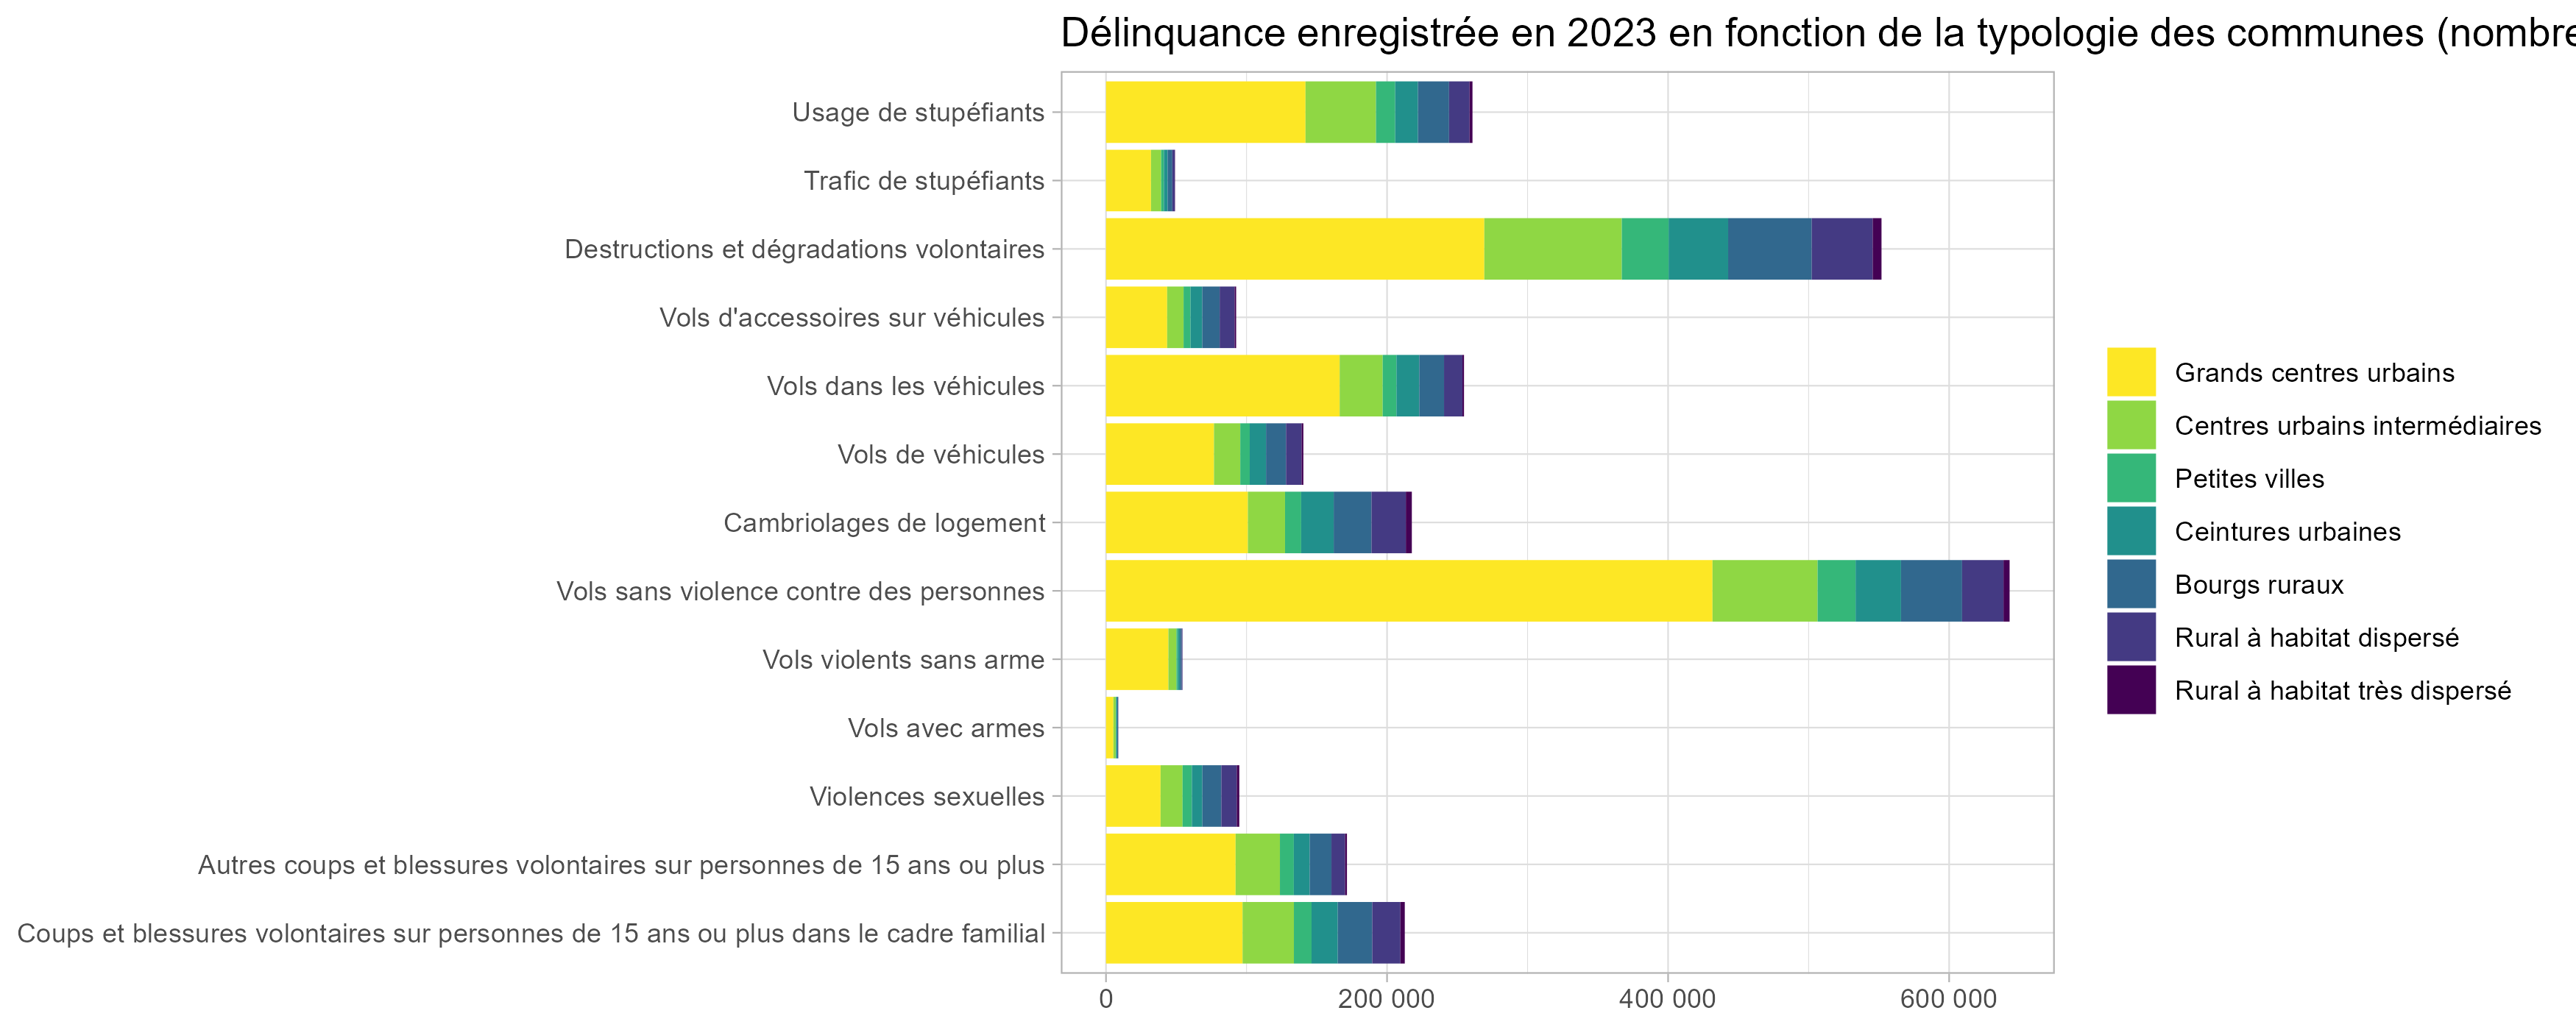 Délinquance enregistrée en 2023 en fonction de la typologie des communes (nombre
Usage de stupéfiants
Trafic de stupéfiants
Destructions et dégradations volontaires
Vols d'accessoires sur véhicules
Vols dans les véhicules
Vols de véhicules
Cambriolages de logement
Vols sans violence contre des personnes
Vols violents sans arme
Vols avec armes
Violences sexuelles
Autres coups et blessures volontaires sur personnes de 15 ans ou plus
Coups et blessures volontaires sur personnes de 15 ans ou plus dans le cadre familial
0 200 000 400 000 600 000
Grands centres urbains
Centres urbains intermédiaires
Petites villes
Ceintures urbaines
Bourgs ruraux
Rural à habitat dispersé
Rural à habitat très dispersé